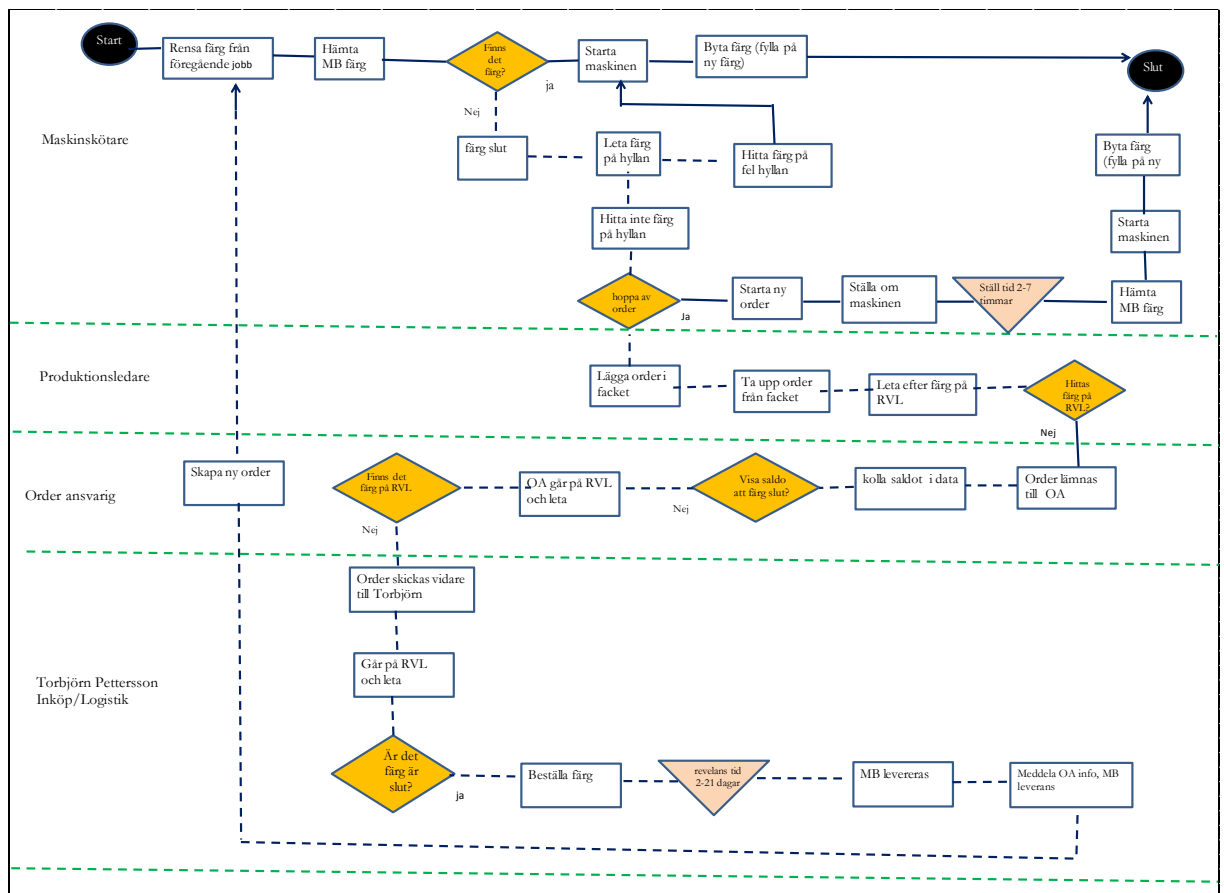 Start
Rensa färg från
föregående jobb
Hämta
MB färg
Finns
det
färg?
ja
Nej
Starta
maskinen
Byta färg (fylla på
ny färg)
Slut
Maskinskötare
färg slut
Leta färg
på hyllan
Hitta färg på
fel hyllan
Byta färg
(fylla på ny
Hitta inte färg
på hyllan
Starta
maskinen
hoppa av
order
Ja
Starta ny
order
Ställa om
maskinen
Ställ tid 2-7
timmar
Hämta
MB färg
Produktionsledare
Lägga order i
facket
Ta upp order
från facket
Leta efter färg på
RVL
Hittas
färg på
RVL?
Nej
Order ansvarig
Skapa ny order
Finns det
färg på RVL
Nej
OA går på RVL
och leta
Visa saldo
att färg slut?
Nej
kolla saldot i data
Order lämnas
till OA
Order skickas vidare
till Torbjörn
Torbjörn Pettersson
Inköp/Logistik
Går på RVL
och leta
Är det
färg är
slut?
ja
Beställa färg
revelans tid
2-21 dagar
MB levereras
Meddela OA info, MB
leverans